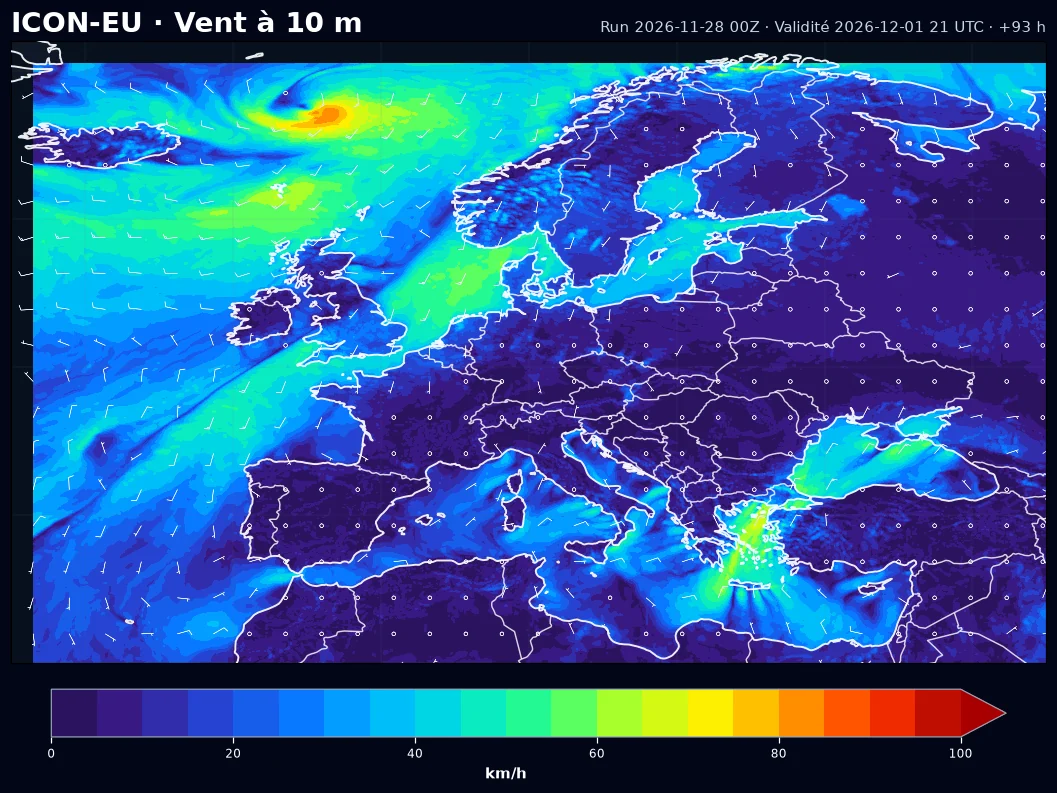 ICON-EU · Vent à 10 m
Run 2026-11-28 00Z · Validité 2026-12-01 21 UTC · +93 h
0 20 40 60 80 100
km/h